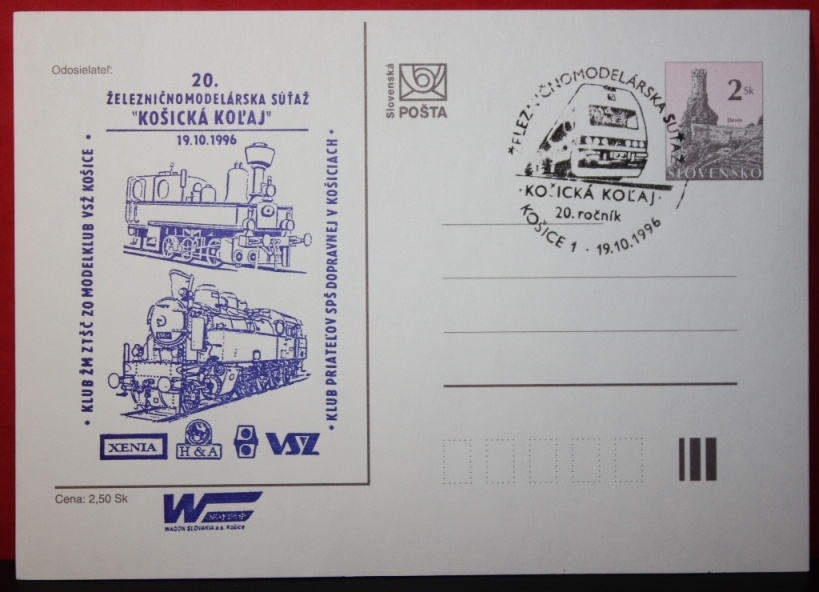 Odosielateľ:
20.
ŽELEZNIČNOMODELÁRSKA SÚŤAŽ
"KOŠICKÁ KOĽAJ"
19.10.1996
• KLUB ŽM ZTŠČ ZO MODELKLUB VSŽ KOŠICE •
• KLUB PRIATEĽOV SPŠ DOPRAVNEJ V KOŠICIACH •
XENIA
H & A
VSŽ
Cena: 2,50 Sk
W
WAGON SLOVAKIA a.s. Košice
Slovenská
POŠTA
ŽELEZNIČNOMODELÁRSKA SÚŤAŽ
· KOŠICKÁ KOĽAJ ·
20. ročník
KOŠICE 1 · 19.10.1996
2 Sk
Devín
SLOVENSKO